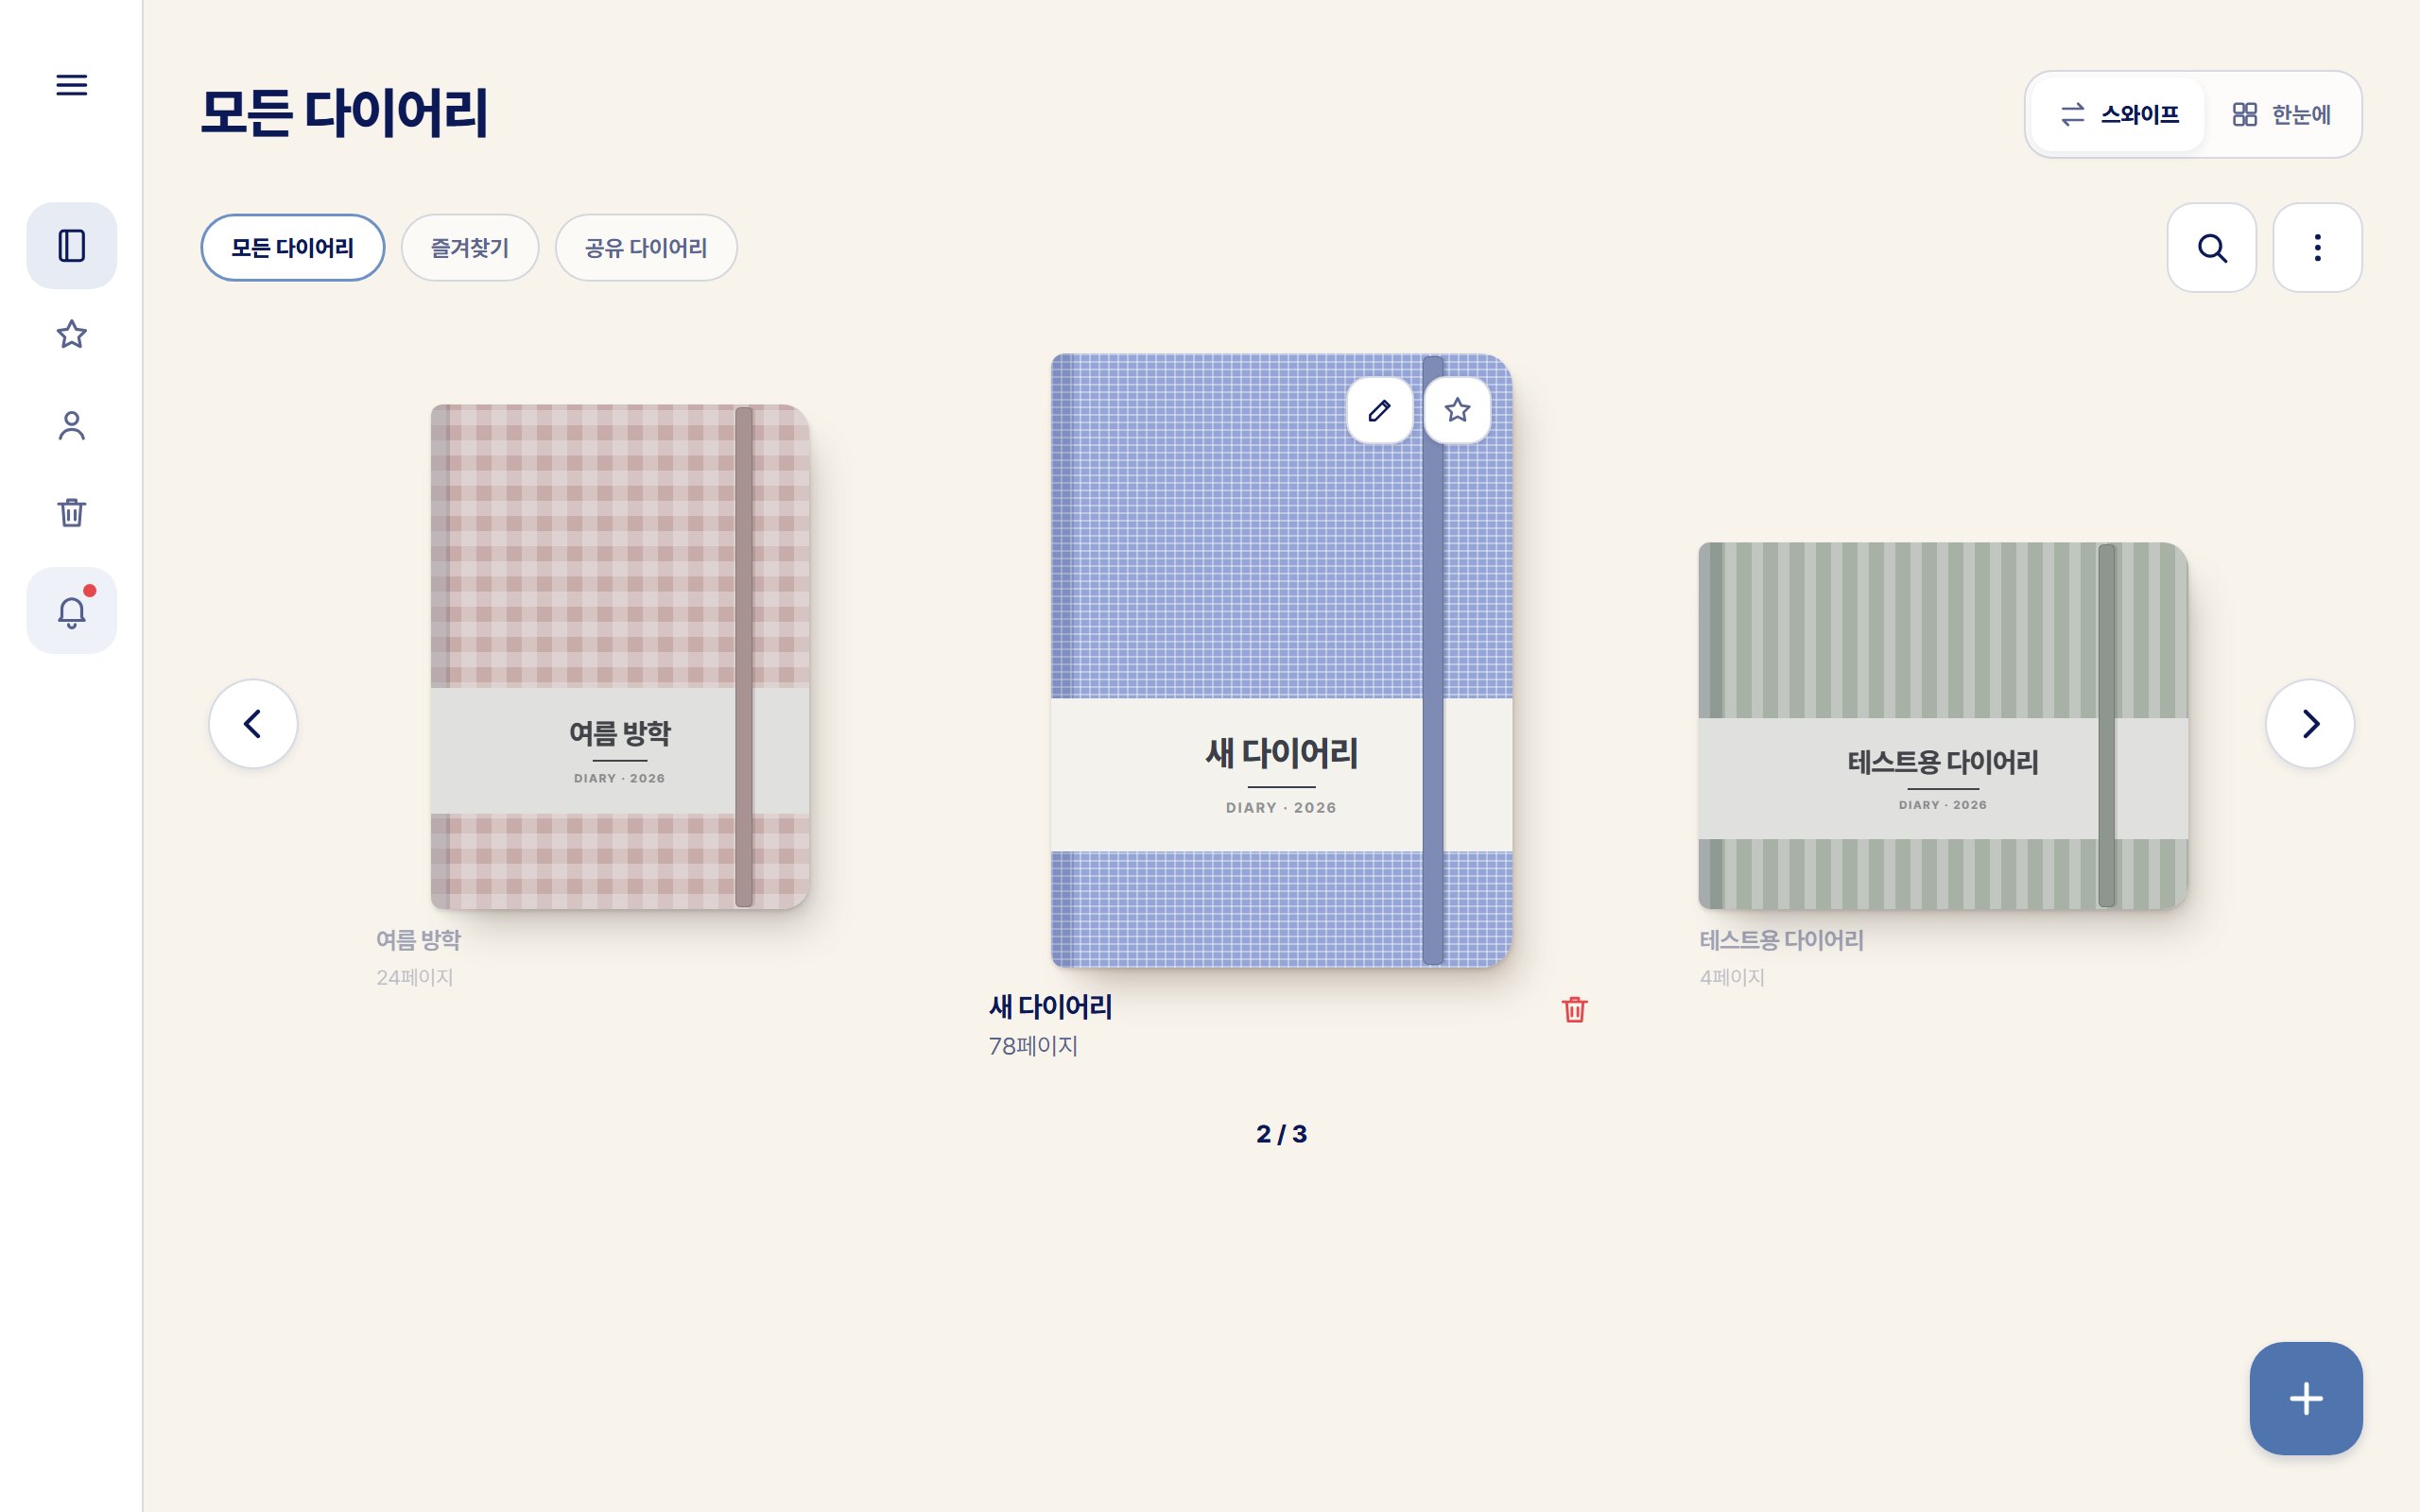 모든 다이어리
스와이프
한눈에
모든 다이어리
즐겨찾기
공유 다이어리
여름 방학
DIARY · 2026
여름 방학
24페이지
새 다이어리
DIARY · 2026
새 다이어리
78페이지
테스트용 다이어리
DIARY · 2026
테스트용 다이어리
4페이지
2 / 3